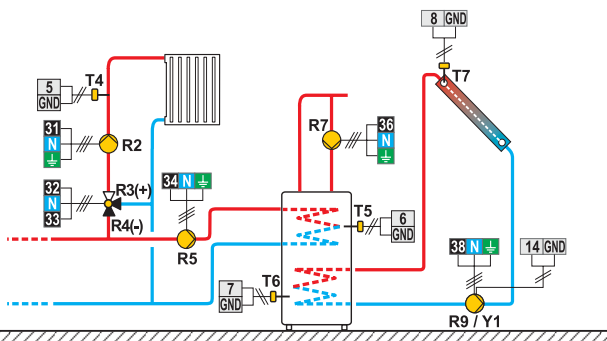 8 GND
T7
5 T4
GND
31
N R2
32
N R3(+)
33 R4(-)
34 N
R5
R7
36
N
T5
6
GND
7 T6
GND
38 N
14 GND
R9 / Y1